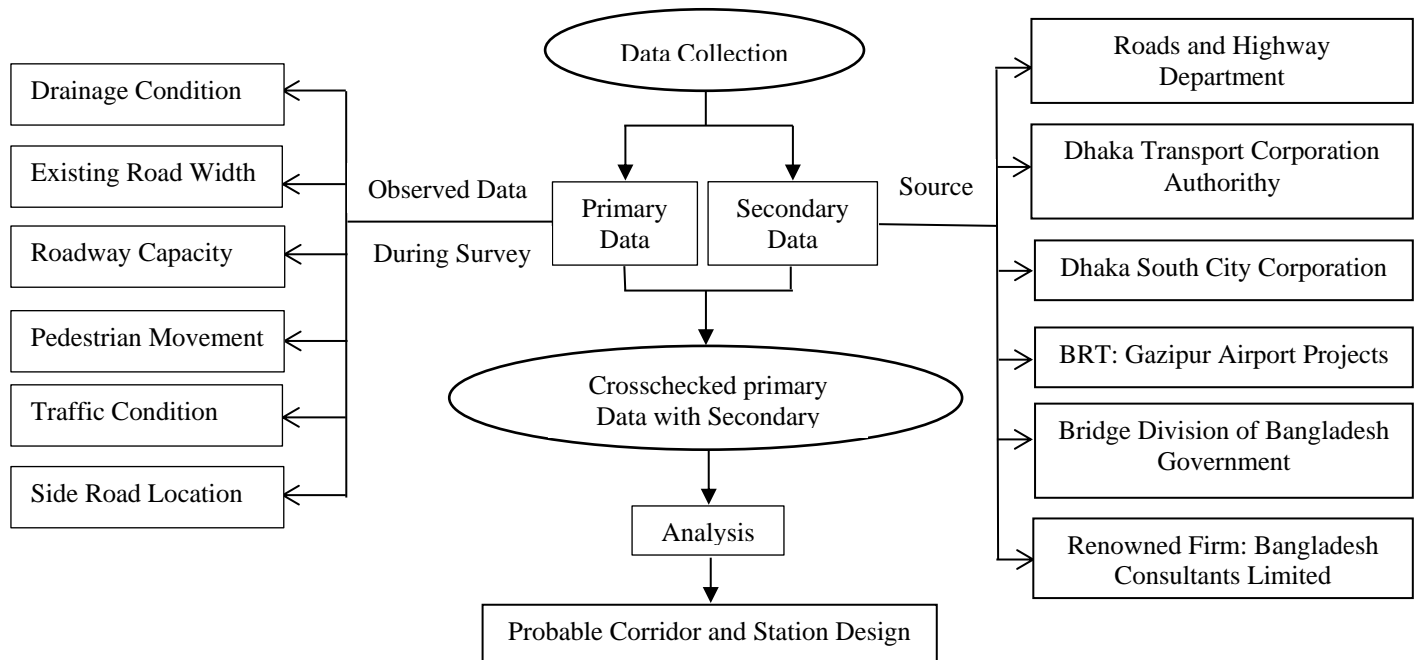 Data Collection
Roads and Highway
Department
Drainage Condition
Dhaka Transport Corporation
Authorithy
Existing Road Width
Observed Data
During Survey
Primary
Data
Secondary
Data
Source
Roadway Capacity
Dhaka South City Corporation
Pedestrian Movement
BRT: Gazipur Airport Projects
Crosschecked primary
Data with Secondary
Traffic Condition
Bridge Division of Bangladesh
Government
Side Road Location
Analysis
Renowned Firm: Bangladesh
Consultants Limited
Probable Corridor and Station Design